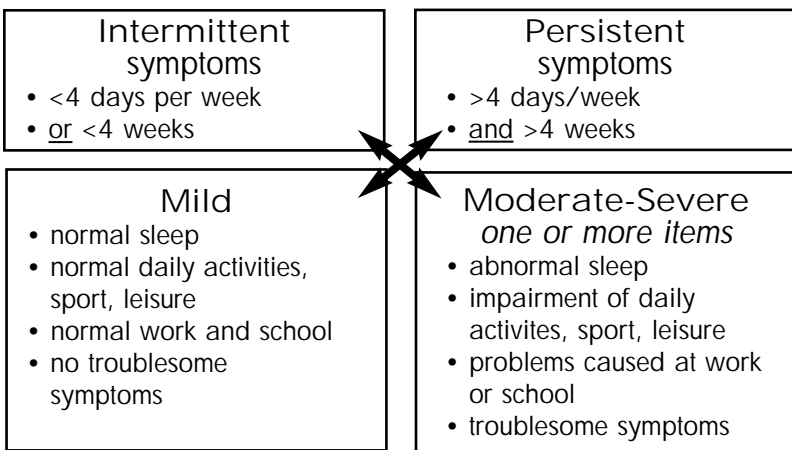 Intermittent
symptoms
• <4 days per week
• or <4 weeks
Persistent
symptoms
• >4 days/week
• and >4 weeks
Mild
• normal sleep
• normal daily activities,
sport, leisure
• normal work and school
• no troublesome
symptoms
Moderate-Severe
one or more items
• abnormal sleep
• impairment of daily
activites, sport, leisure
• problems caused at work
or school
• troublesome symptoms